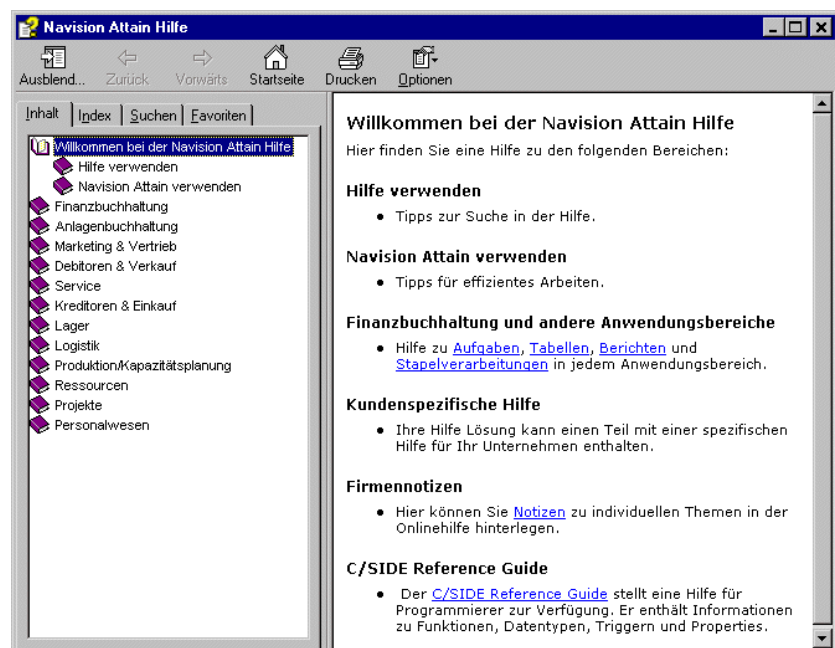 Navision Attain Hilfe
Ausblend... Zurück Vorwärts Startseite Drucken Optionen
Inhalt Index Suchen Favoriten
Willkommen bei der Navision Attain Hilfe
Hilfe verwenden
Navision Attain verwenden
Finanzbuchhaltung
Anlagenbuchhaltung
Marketing & Vertrieb
Debitoren & Verkauf
Service
Kreditoren & Einkauf
Lager
Logistik
Produktion/Kapazitätsplanung
Ressourcen
Projekte
Personalwesen
Willkommen bei der Navision Attain Hilfe
Hier finden Sie eine Hilfe zu den folgenden Bereichen:
Hilfe verwenden
• Tipps zur Suche in der Hilfe.
Navision Attain verwenden
• Tipps für effizientes Arbeiten.
Finanzbuchhaltung und andere Anwendungsbereiche
• Hilfe zu Aufgaben, Tabellen, Berichten und
Stapelverarbeitungen in jedem Anwendungsbereich.
Kundenspezifische Hilfe
• Ihre Hilfe Lösung kann einen Teil mit einer spezifischen
Hilfe für Ihr Unternehmen enthalten.
Firmennotizen
• Hier können Sie Notizen zu individuellen Themen in der
Onlinehilfe hinterlegen.
C/SIDE Reference Guide
• Der C/SIDE Reference Guide stellt eine Hilfe für
Programmierer zur Verfügung. Er enthält Informationen
zu Funktionen, Datentypen, Triggern und Properties.